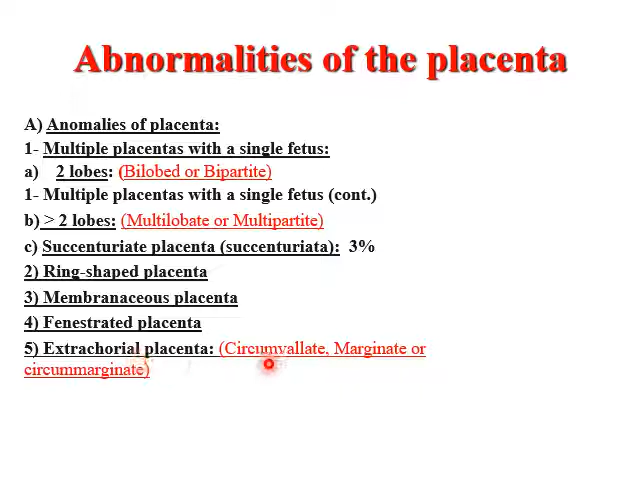 Abnormalities of the placenta
A) Anomalies of placenta:
1- Multiple placentas with a single fetus:
a) 2 lobes: (Bilobed or Bipartite)
1- Multiple placentas with a single fetus (cont.)
b) > 2 lobes: (Multilobate or Multipartite)
c) Succenturiate placenta (succenturiata): 3%
2) Ring-shaped placenta
3) Membranaceous placenta
4) Fenestrated placenta
5) Extrachorial placenta: (Circumvallate, Marginate or
circummarginate)